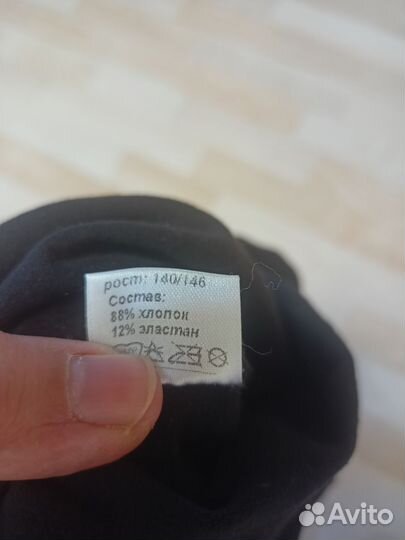 рост: 140/146
Состав:
88% хлопок
12% эластан
Avito